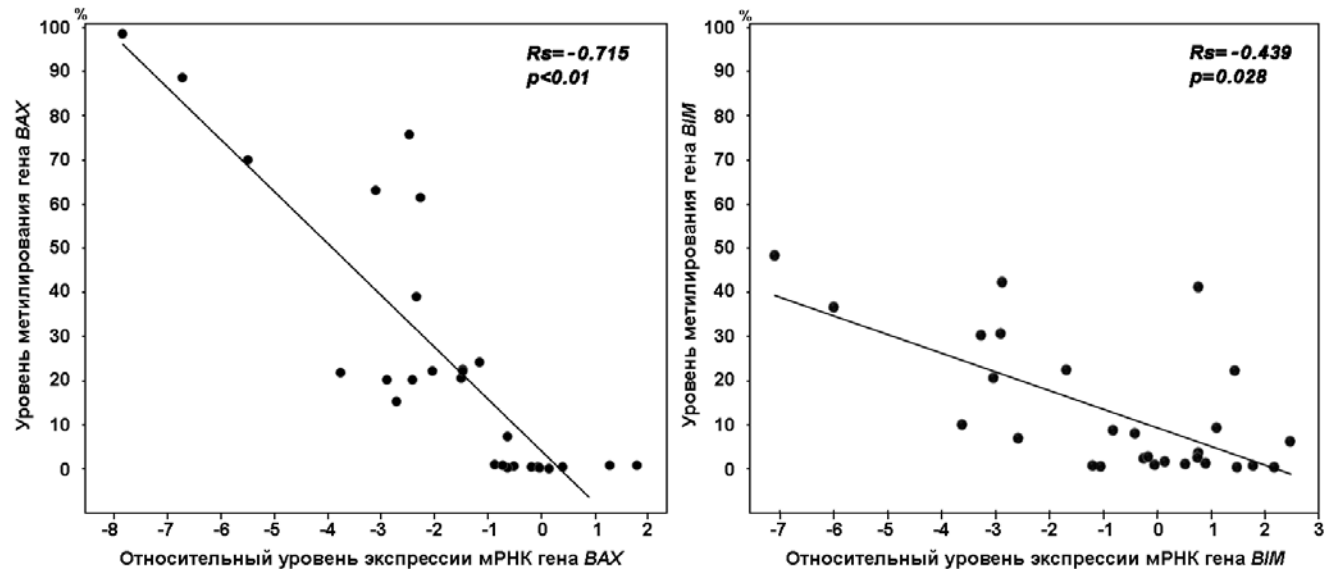 %
100
90
80
70
60
50
40
30
20
10
0
Уровень метилирования гена BAX
Rs=-0.715
p<0.01
-8 -7 -6 -5 -4 -3 -2 -1 0 1 2
Относительный уровень экспрессии мРНК гена BAX
%
100
90
80
70
60
50
40
30
20
10
0
Уровень метилирования гена BIM
Rs=-0.439
p=0.028
-7 -6 -5 -4 -3 -2 -1 0 1 2 3
Относительный уровень экспрессии мРНК гена BIM